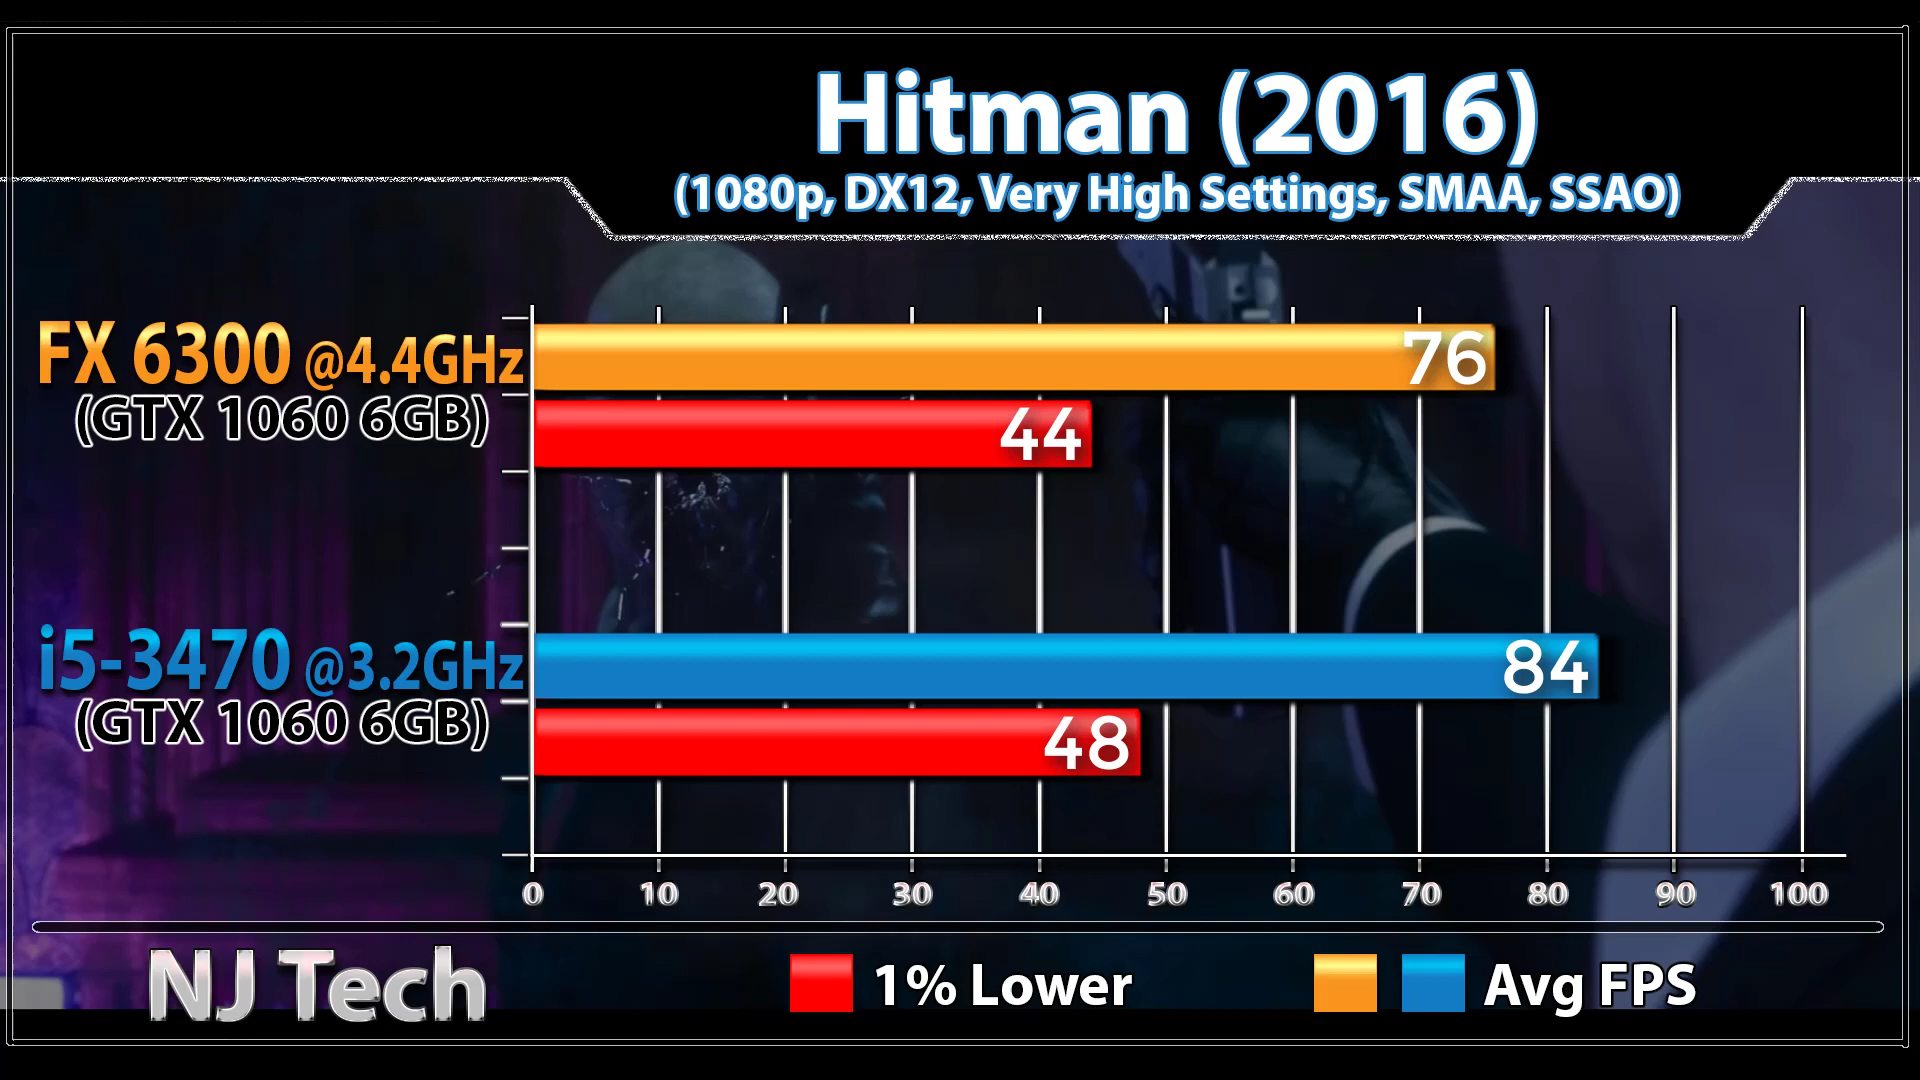 Hitman (2016)
(1080p, DX12, Very High Settings, SMAA, SSAO)
FX 6300 @4.4GHz
(GTX 1060 6GB)
76
44
i5-3470 @3.2GHz
(GTX 1060 6GB)
84
48
0 10 20 30 40 50 60 70 80 90 100
NJ Tech
1% Lower
Avg FPS